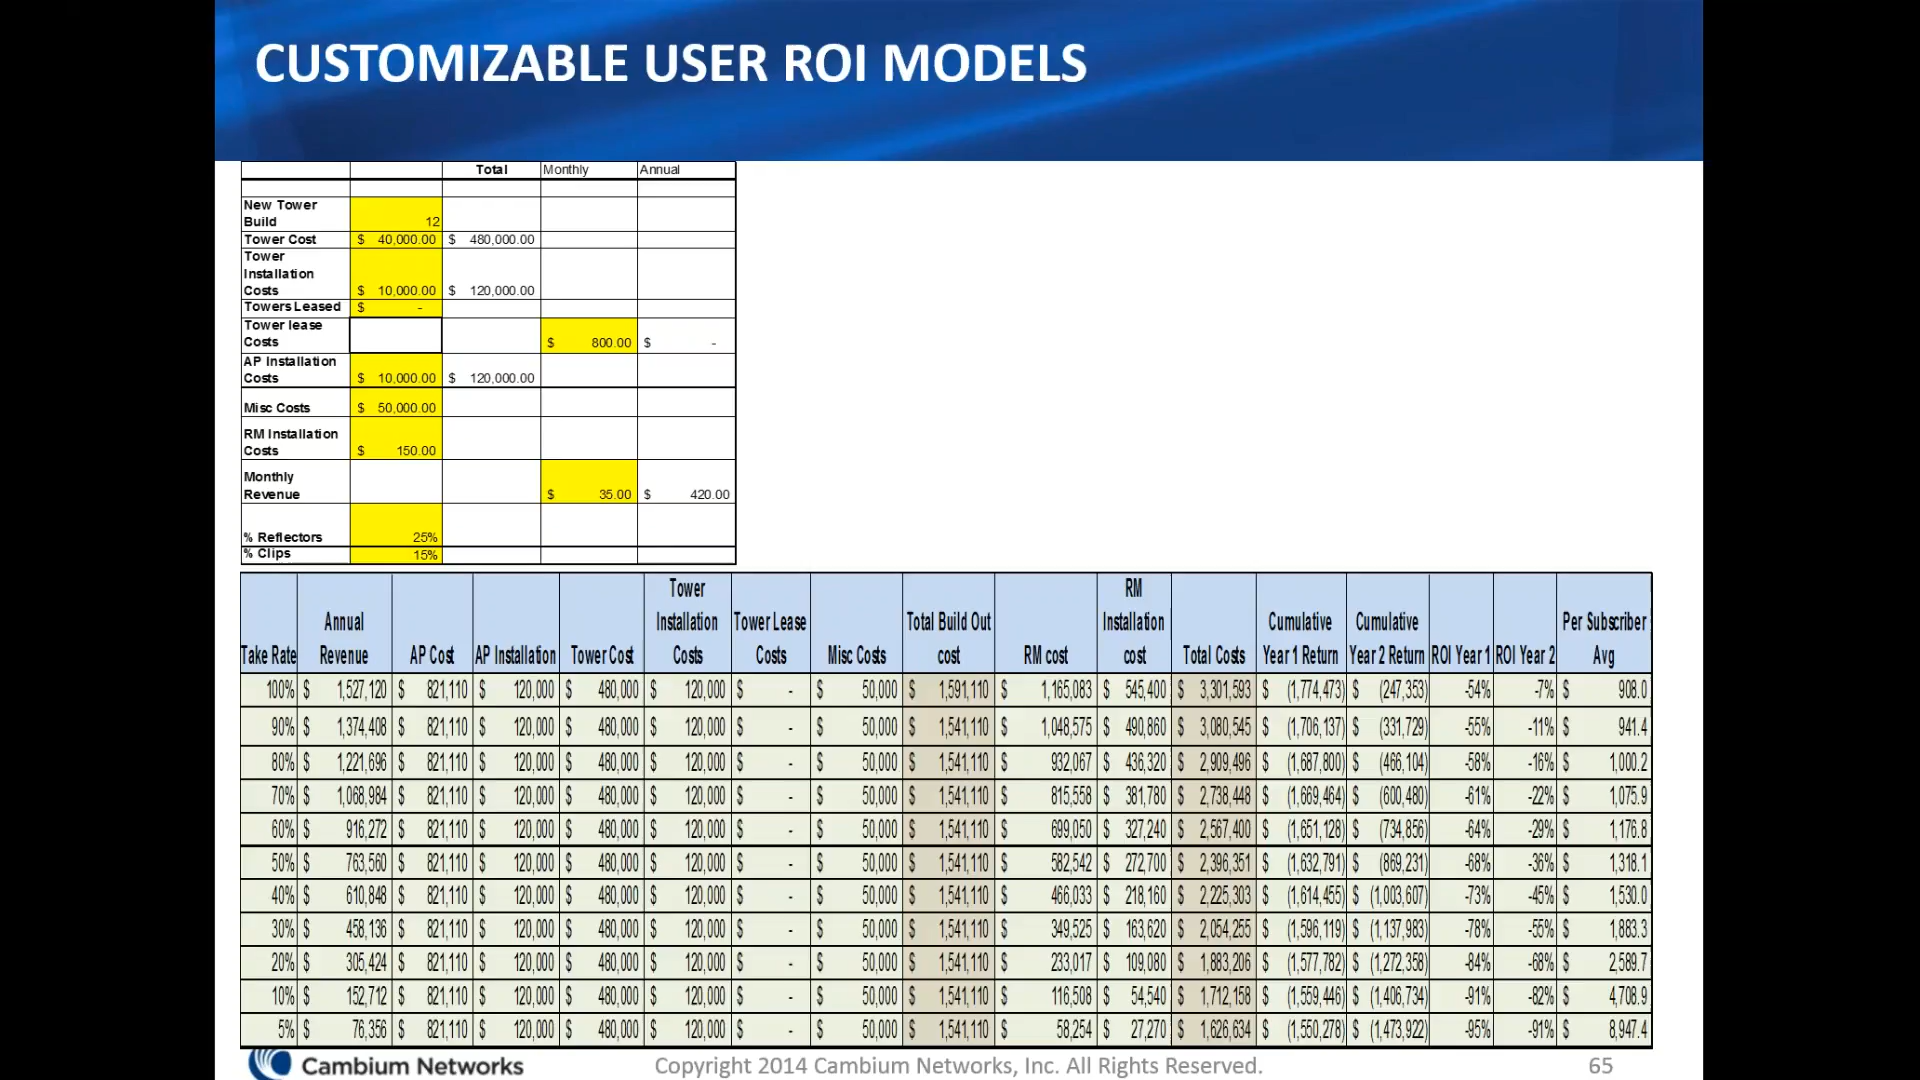 CUSTOMIZABLE USER ROI MODELS
Total Monthly Annual
New Tower
Build 12
Tower Cost $ 40,000.00 $ 480,000.00
Tower
Installation
Costs $ 10,000.00 $ 120,000.00
Towers Leased $ -
Tower lease
Costs $ 800.00 $ -
AP Installation
Costs $ 10,000.00 $ 120,000.00
Misc Costs $ 50,000.00
RM Installation
Costs $ 150.00
Monthly
Revenue $ 35.00 $ 420.00
% Reflectors 25%
% Clips 15%
Tower RM
Annual Installation Tower Lease Total Build Out Installation Cumulative Cumulative Per Subscriber
Take Rate Revenue AP Cost AP Installation Tower Cost Costs Costs Misc Costs cost RM cost cost Total Costs Year 1 Return Year 2 Return ROI Year 1 ROI Year 2 Avg
100% $ 1,527,120 $ 821,110 $ 120,000 $ 480,000 $ 120,000 $ - $ 50,000 $ 1,591,110 $ 1,165,083 $ 545,400 $ 3,301,593 $ (1,774,473) $ (247,353) -54% -7% $ 908.0
90% $ 1,374,408 $ 821,110 $ 120,000 $ 480,000 $ 120,000 $ - $ 50,000 $ 1,541,110 $ 1,048,575 $ 490,860 $ 3,080,545 $ (1,706,137) $ (331,729) -55% -11% $ 941.4
80% $ 1,221,696 $ 821,110 $ 120,000 $ 480,000 $ 120,000 $ - $ 50,000 $ 1,541,110 $ 932,067 $ 436,320 $ 2,909,496 $ (1,687,800) $ (466,104) -58% -16% $ 1,000.2
70% $ 1,068,984 $ 821,110 $ 120,000 $ 480,000 $ 120,000 $ - $ 50,000 $ 1,541,110 $ 815,558 $ 381,780 $ 2,738,448 $ (1,669,464) $ (600,480) -61% -22% $ 1,075.9
60% $ 916,272 $ 821,110 $ 120,000 $ 480,000 $ 120,000 $ - $ 50,000 $ 1,541,110 $ 699,050 $ 327,240 $ 2,567,400 $ (1,651,128) $ (734,856) -64% -29% $ 1,176.8
50% $ 763,560 $ 821,110 $ 120,000 $ 480,000 $ 120,000 $ - $ 50,000 $ 1,541,110 $ 582,542 $ 272,700 $ 2,396,351 $ (1,632,791) $ (869,231) -68% -36% $ 1,318.1
40% $ 610,848 $ 821,110 $ 120,000 $ 480,000 $ 120,000 $ - $ 50,000 $ 1,541,110 $ 466,033 $ 218,160 $ 2,225,303 $ (1,614,455) $ (1,003,607) -73% -45% $ 1,530.0
30% $ 458,136 $ 821,110 $ 120,000 $ 480,000 $ 120,000 $ - $ 50,000 $ 1,541,110 $ 349,525 $ 163,620 $ 2,054,255 $ (1,596,119) $ (1,137,983) -78% -55% $ 1,883.3
20% $ 305,424 $ 821,110 $ 120,000 $ 480,000 $ 120,000 $ - $ 50,000 $ 1,541,110 $ 233,017 $ 109,080 $ 1,883,206 $ (1,577,782) $ (1,272,358) -84% -68% $ 2,589.7
10% $ 152,712 $ 821,110 $ 120,000 $ 480,000 $ 120,000 $ - $ 50,000 $ 1,541,110 $ 116,508 $ 54,540 $ 1,712,158 $ (1,559,446) $ (1,406,734) -91% -82% $ 4,708.9
5% $ 76,356 $ 821,110 $ 120,000 $ 480,000 $ 120,000 $ - $ 50,000 $ 1,541,110 $ 58,254 $ 27,270 $ 1,626,634 $ (1,550,278) $ (1,473,922) -95% -91% $ 8,947.4
Cambium Networks Copyright 2014 Cambium Networks, Inc. All Rights Reserved. 65